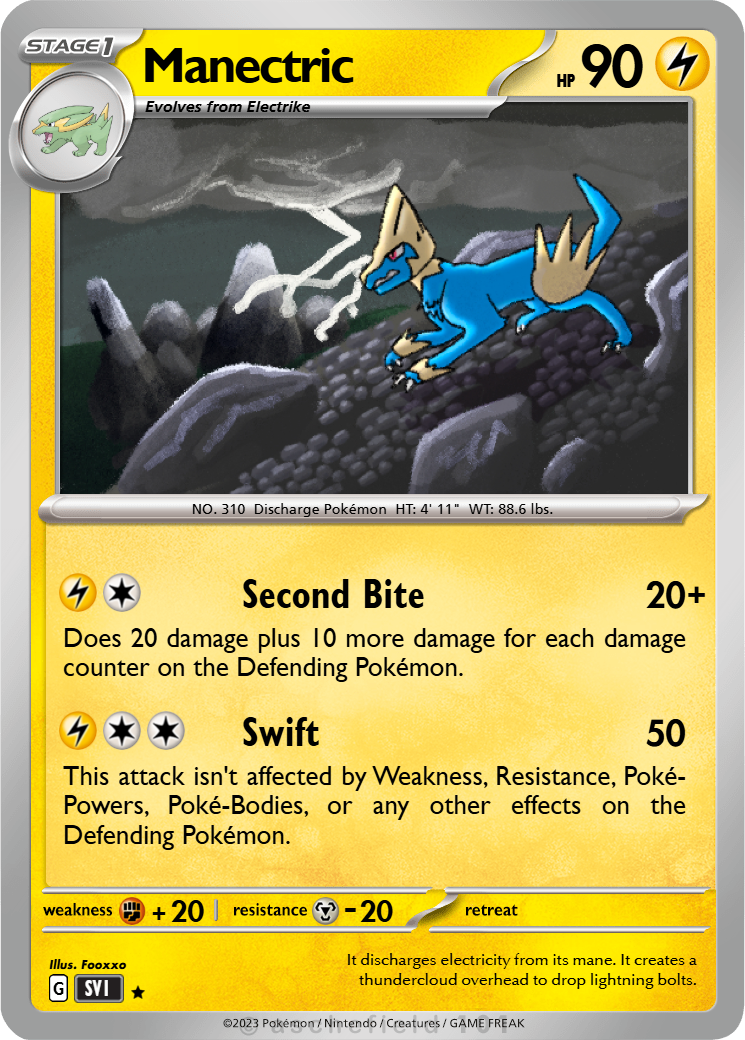 STAGE1
Manectric
HP 90
Evolves from Electrike
NO. 310 Discharge Pokémon HT: 4' 11" WT: 88.6 lbs.
Second Bite 20+
Does 20 damage plus 10 more damage for each damage
counter on the Defending Pokémon.
Swift 50
This attack isn't affected by Weakness, Resistance, Poké-
Powers, Poké-Bodies, or any other effects on the
Defending Pokémon.
weakness + 20 resistance - 20 retreat
Illus. Fooxxo
G SVI
It discharges electricity from its mane. It creates a
thundercloud overhead to drop lightning bolts.
©2023 Pokémon / Nintendo / Creatures / GAME FREAK